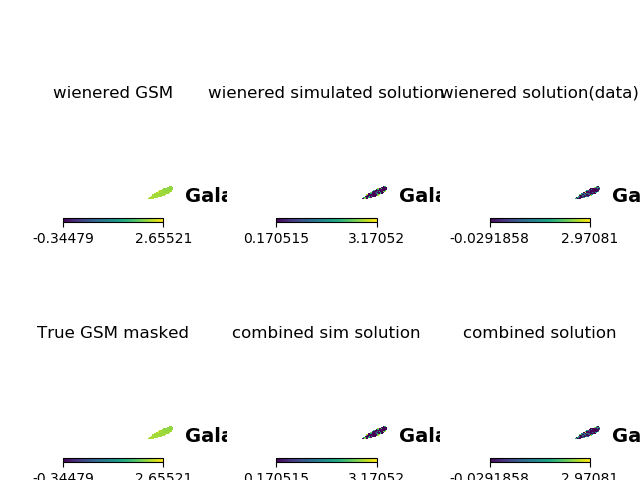 wienered GSM wienered simulated solution wienered solution(data)
Gala Gala Ga
-0.34479 2.65521 0.170515 3.17052 -0.0291858 2.97081
True GSM masked combined sim solution combined solution
Gala Gala Ga
-0.34479 2.65521 0.170515 3.17052 -0.0291858 2.97081